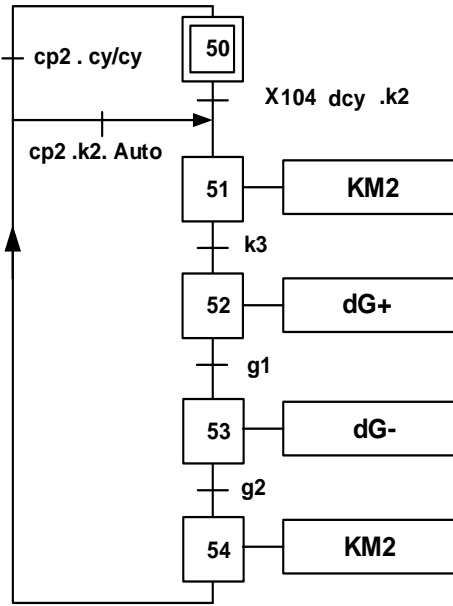 50
cp2 . cy/cy
X104 dcy .k2
cp2 .k2. Auto
51
KM2
k3
52
dG+
g1
53
dG-
g2
54
KM2